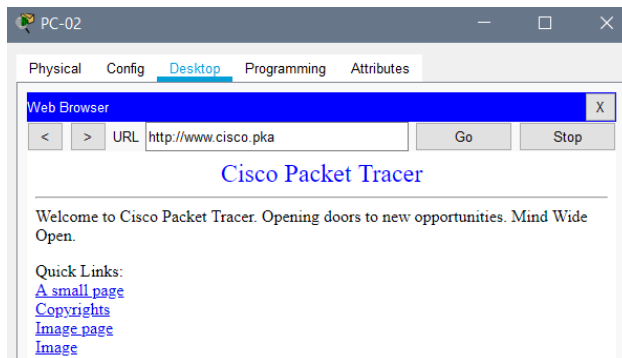 PC-02
Physical Config Desktop Programming Attributes
Web Browser X
< > URL http://www.cisco.pka Go Stop
Cisco Packet Tracer
Welcome to Cisco Packet Tracer. Opening doors to new opportunities. Mind Wide
Open.
Quick Links:
A small page
Copyrights
Image page
Image